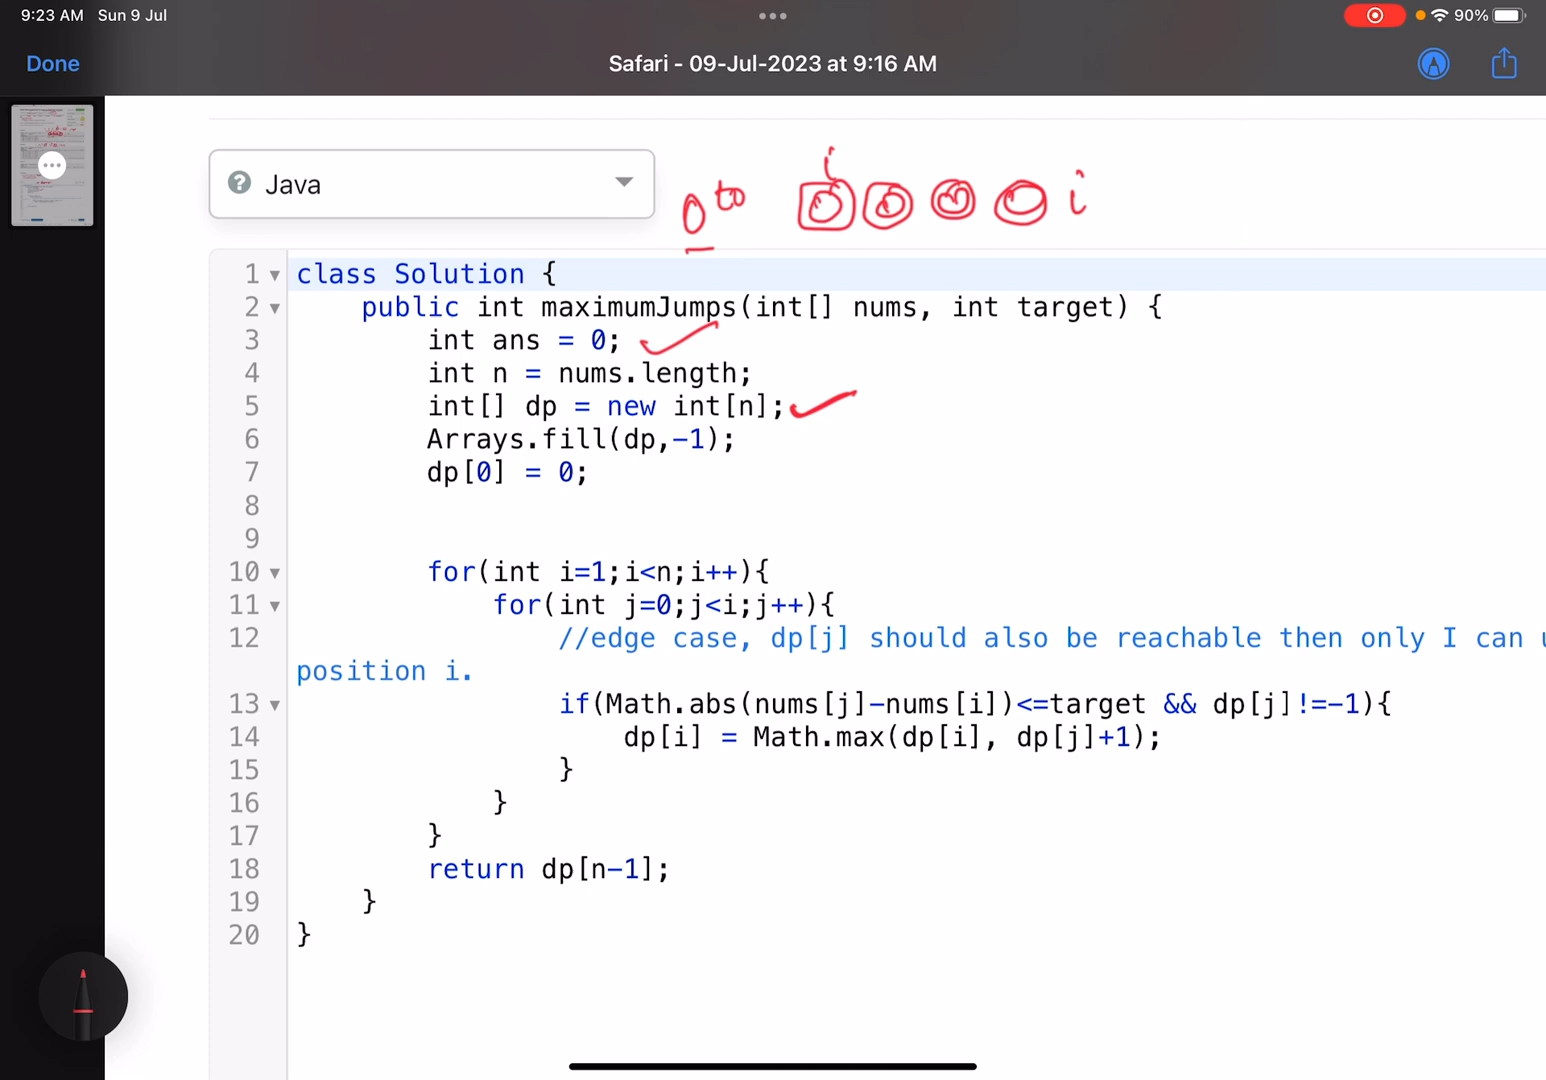 9:23 AM Sun 9 Jul
90%
Done
Safari - 09-Jul-2023 at 9:16 AM
Java
0 to
i
i
1 class Solution {
2 public int maximumJumps(int[] nums, int target) {
3 int ans = 0;
4 int n = nums.length;
5 int[] dp = new int[n];
6 Arrays.fill(dp,-1);
7 dp[0] = 0;
8
9
10 for(int i=1;i<n;i++){
11 for(int j=0;j<i;j++){
12 //edge case, dp[j] should also be reachable then only I can
position i.
13 if(Math.abs(nums[j]-nums[i])<=target && dp[j]!=-1){
14 dp[i] = Math.max(dp[i], dp[j]+1);
15 }
16 }
17 }
18 return dp[n-1];
19 }
20 }